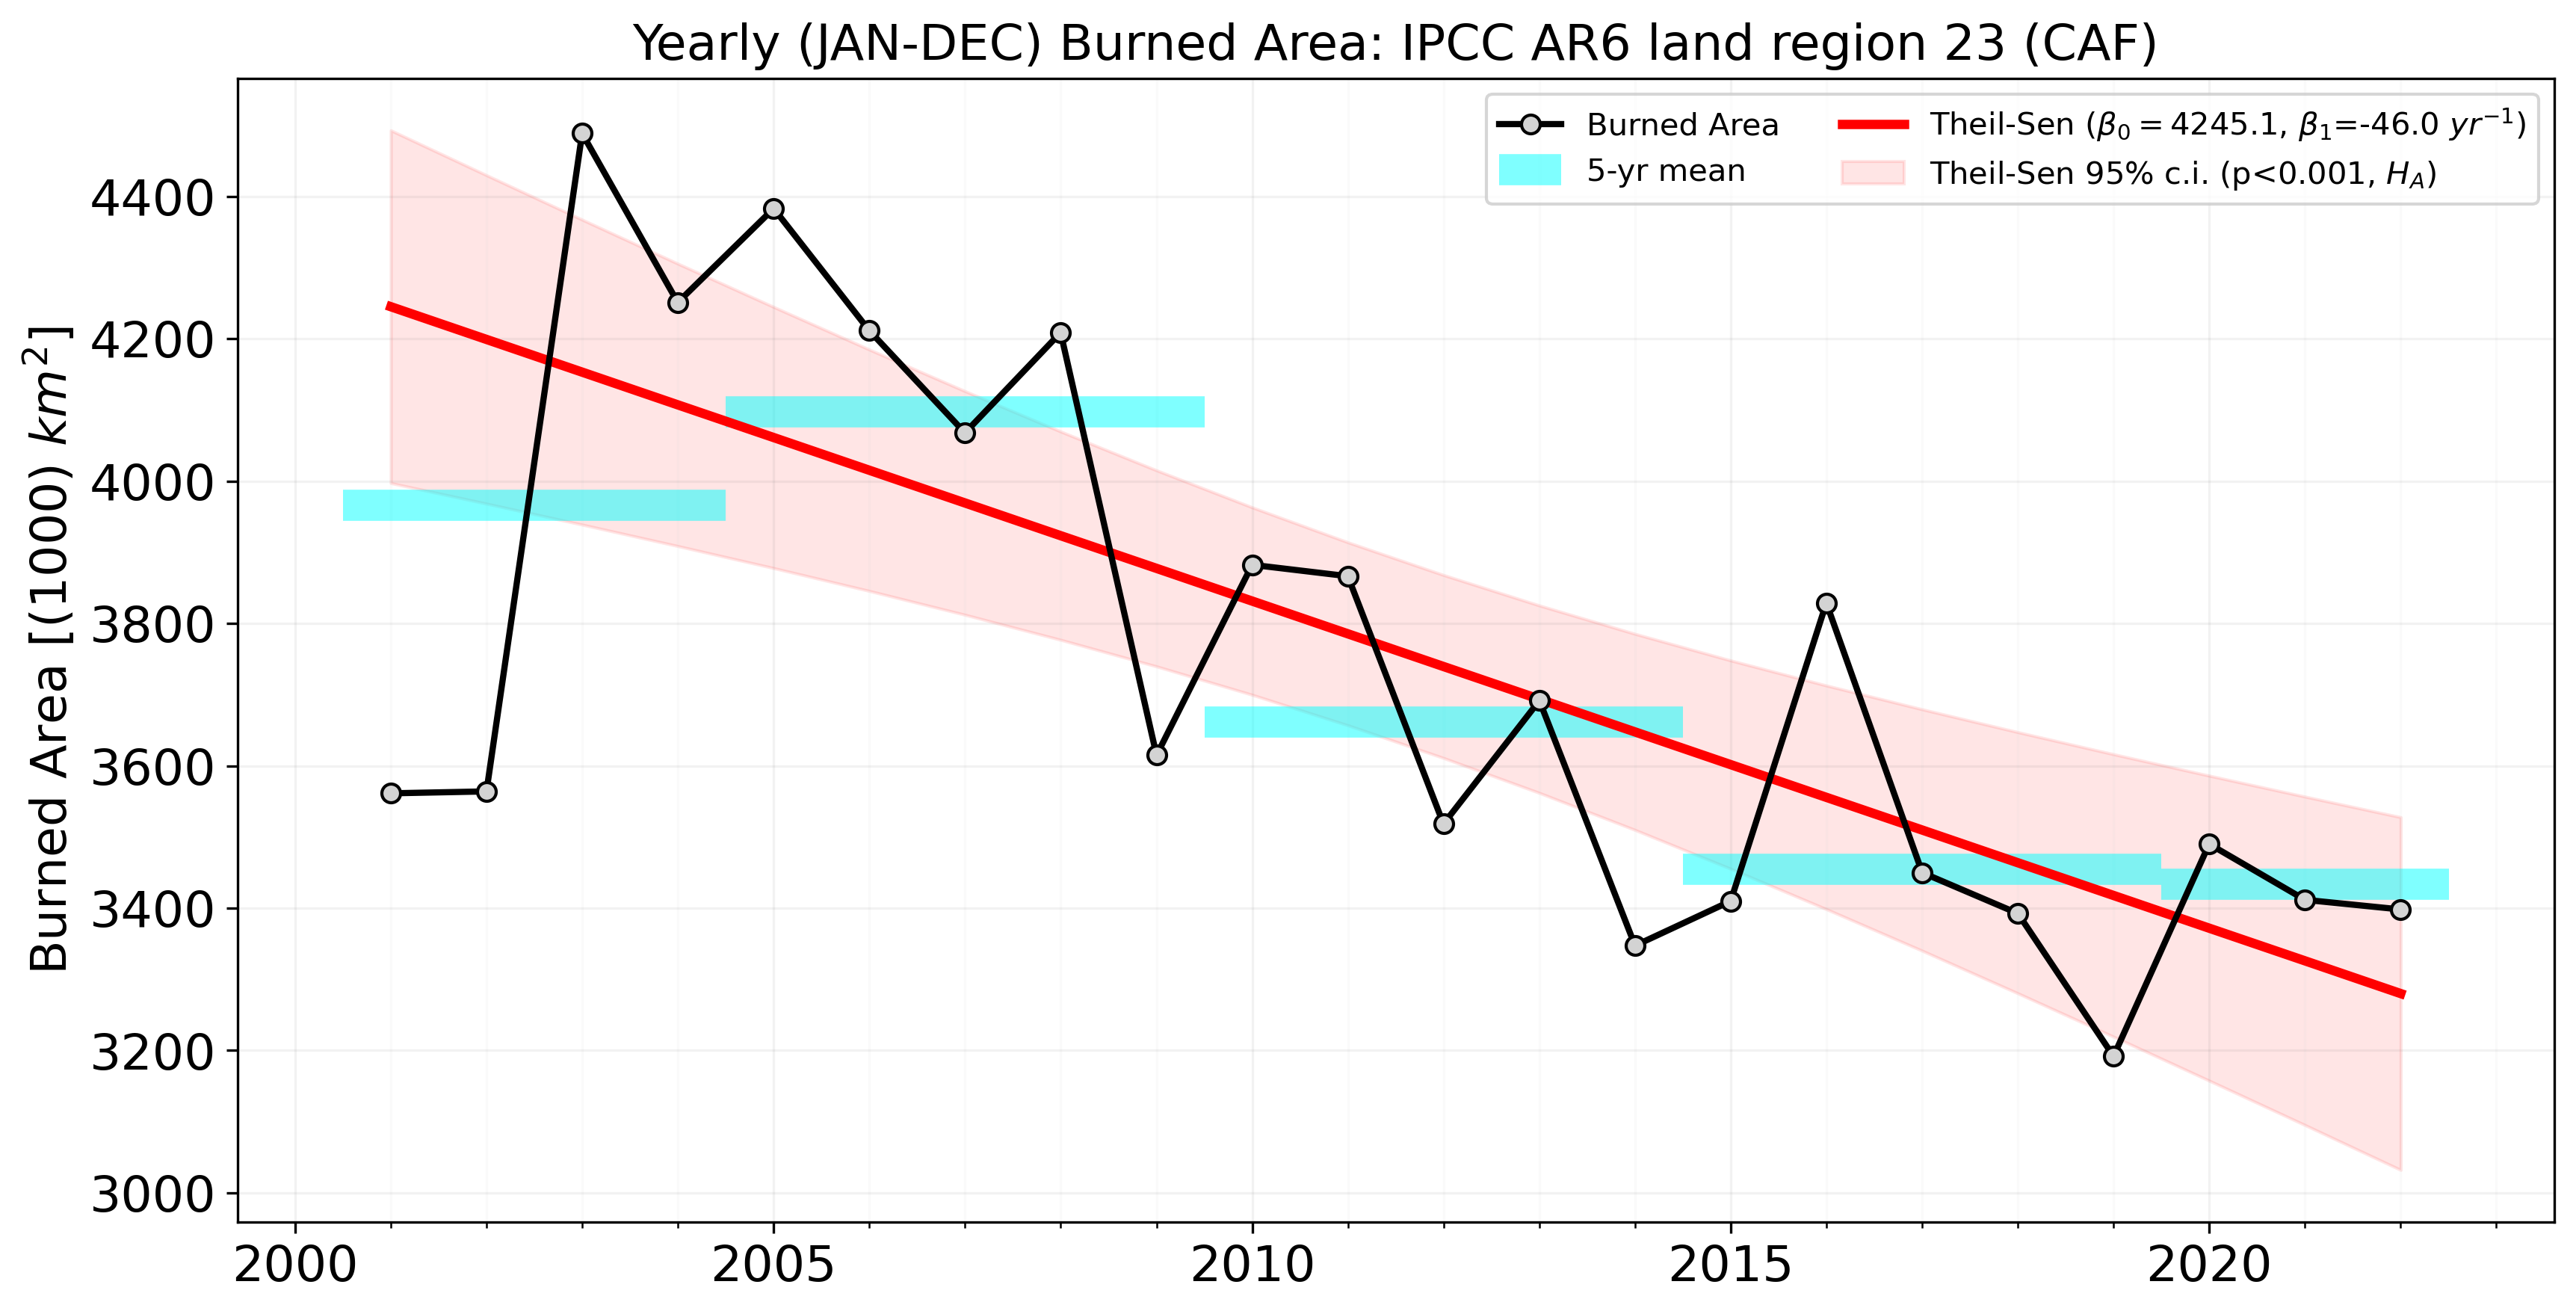 Yearly (JAN-DEC) Burned Area: IPCC AR6 land region 23 (CAF)
Burned Area
5-yr mean
Theil-Sen (β₀ = 4245.1, β₁=-46.0 yr⁻¹)
Theil-Sen 95% c.i. (p<0.001, H_A)
Burned Area [(1000) km²]
4400
4200
4000
3800
3600
3400
3200
3000
2000 2005 2010 2015 2020